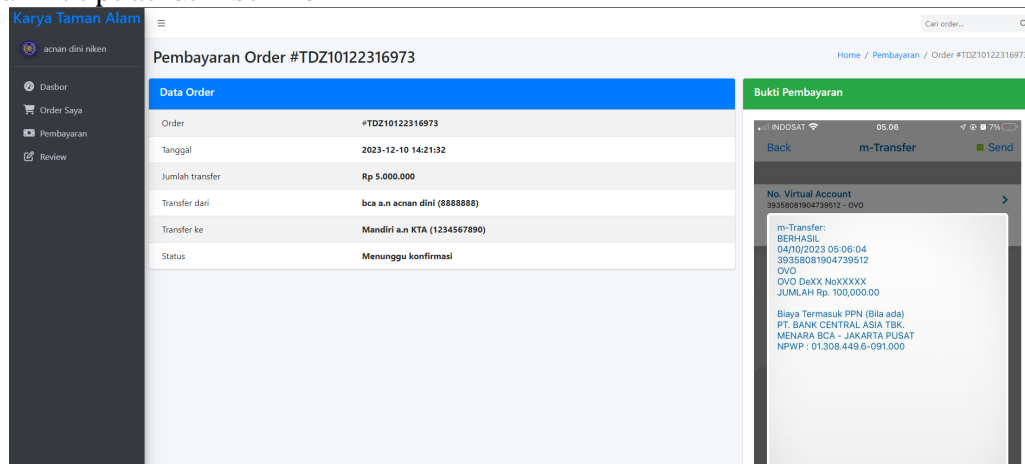 Karya Taman Alam
Cari order...
acnan dini niken
Pembayaran Order #TDZ10122316973
Home / Pembayaran / Order #TDZ10122316973
Dasbor
Order Saya
Pembayaran
Review
Data Order
Order #TDZ10122316973
Tanggal 2023-12-10 14:21:32
Jumlah transfer Rp 5.000.000
Transfer dari bca a.n acnan dini (8888888)
Transfer ke Mandiri a.n KTA (1234567890)
Status Menunggu konfirmasi
Bukti Pembayaran
INDOSAT 05.06 7%
Back m-Transfer Send
No. Virtual Account
39358081904739512 - OVO
m-Transfer:
BERHASIL
04/10/2023 05:06:04
39358081904739512
OVO
OVO DeXX NoXXXXX
JUMLAH Rp. 100,000.00
Biaya Termasuk PPN (Bila ada)
PT. BANK CENTRAL ASIA TBK.
MENARA BCA - JAKARTA PUSAT
NPWP : 01.308.449.6-091.000